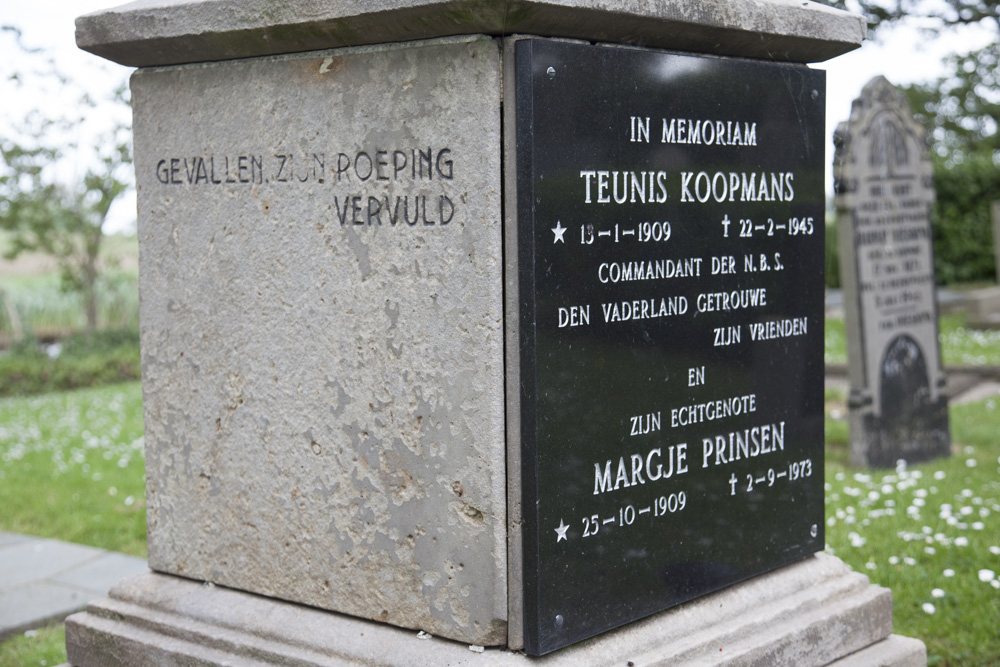 GEVALLEN. ZIJN ROEPING
VERVULD
IN MEMORIAM
TEUNIS KOOPMANS
★ 13-1-1909 † 22-2-1945
COMMANDANT DER N.B.S.
DEN VADERLAND GETROUWE
ZIJN VRIENDEN
EN
ZIJN ECHTGENOTE
MARGJE PRINSEN
★ 25-10-1909 † 2-9-1973